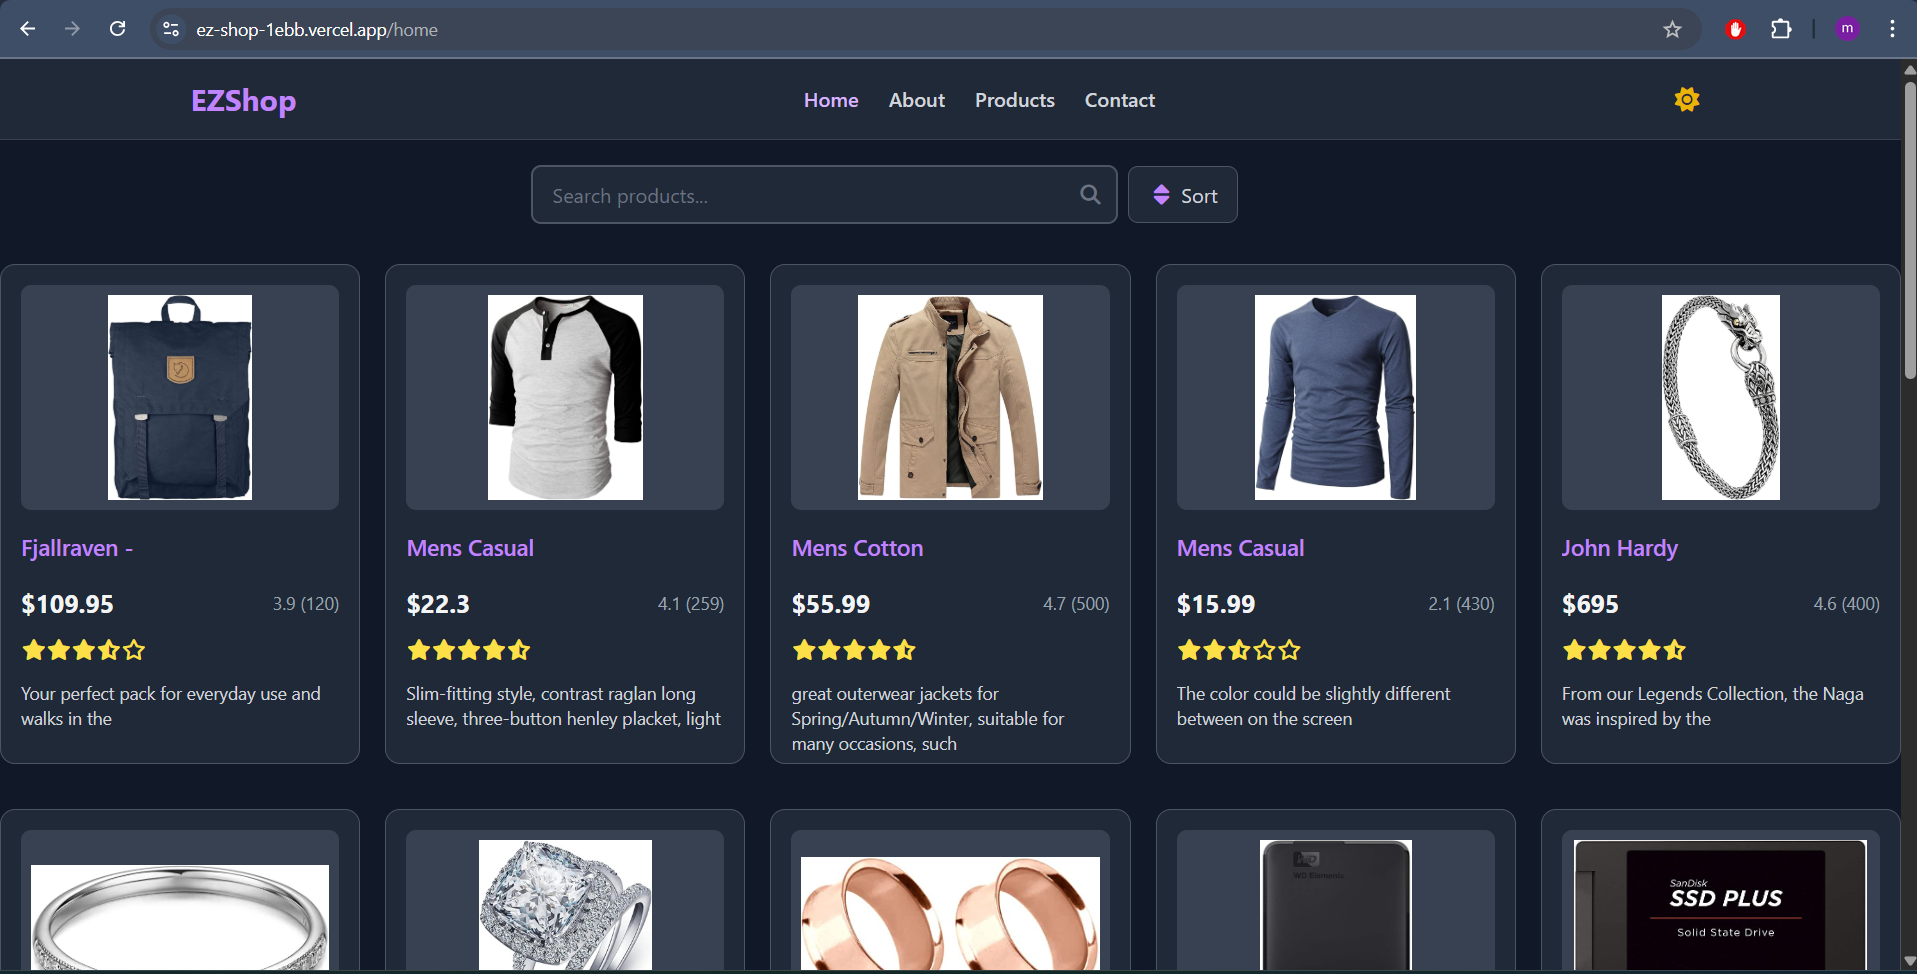 ez-shop-1ebb.vercel.app/home
m
EZShop
Home About Products Contact
Search products...
Sort
Fjallraven -
$109.95 3.9 (120)
Your perfect pack for everyday use and
walks in the
Mens Casual
$22.3 4.1 (259)
Slim-fitting style, contrast raglan long
sleeve, three-button henley placket, light
Mens Cotton
$55.99 4.7 (500)
great outerwear jackets for
Spring/Autumn/Winter, suitable for
many occasions, such
Mens Casual
$15.99 2.1 (430)
The color could be slightly different
between on the screen
John Hardy
$695 4.6 (400)
From our Legends Collection, the Naga
was inspired by the
WD
WD Elements
SanDisk
SSD PLUS
Solid State Drive